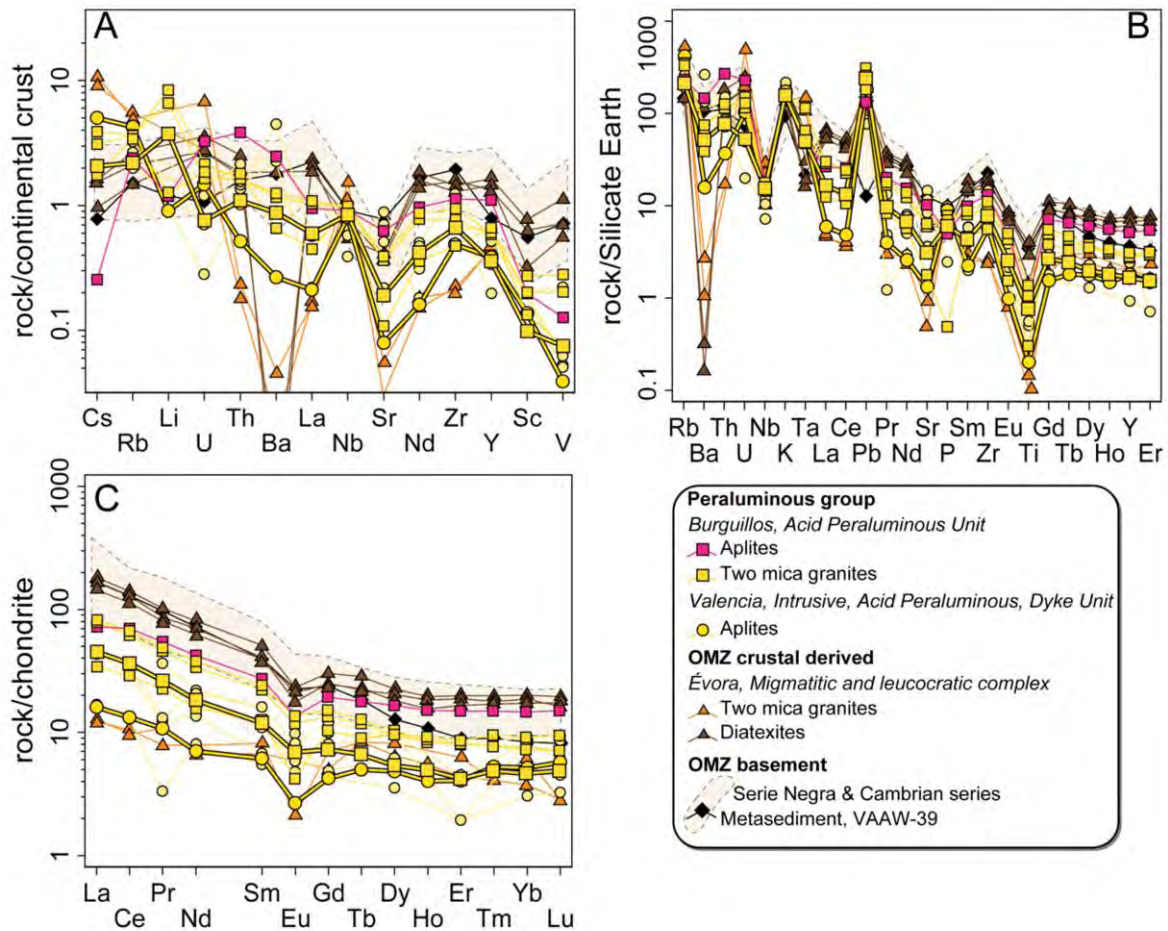 A
rock/continental crust
10
1
0.1
Cs Li Th La Sr Zr Sc
Rb U Ba Nb Nd Y V
B
rock/Silicate Earth
1000
100
10
1
0.1
Rb Th Nb Ta Ce Pr Sr Sm Eu Gd Dy Y
Ba U K La Pb Nd P Zr Ti Tb Ho Er
C
rock/chondrite
1000
100
10
1
La Pr Sm Gd Dy Er Yb
Ce Nd Eu Tb Ho Tm Lu
Peraluminous group
Burguillos, Acid Peraluminous Unit
Aplites
Two mica granites
Valencia, Intrusive, Acid Peraluminous, Dyke Unit
Aplites
OMZ crustal derived
Évora, Migmatitic and leucocratic complex
Two mica granites
Diatexites
OMZ basement
Serie Negra & Cambrian series
Metasediment, VAAW-39